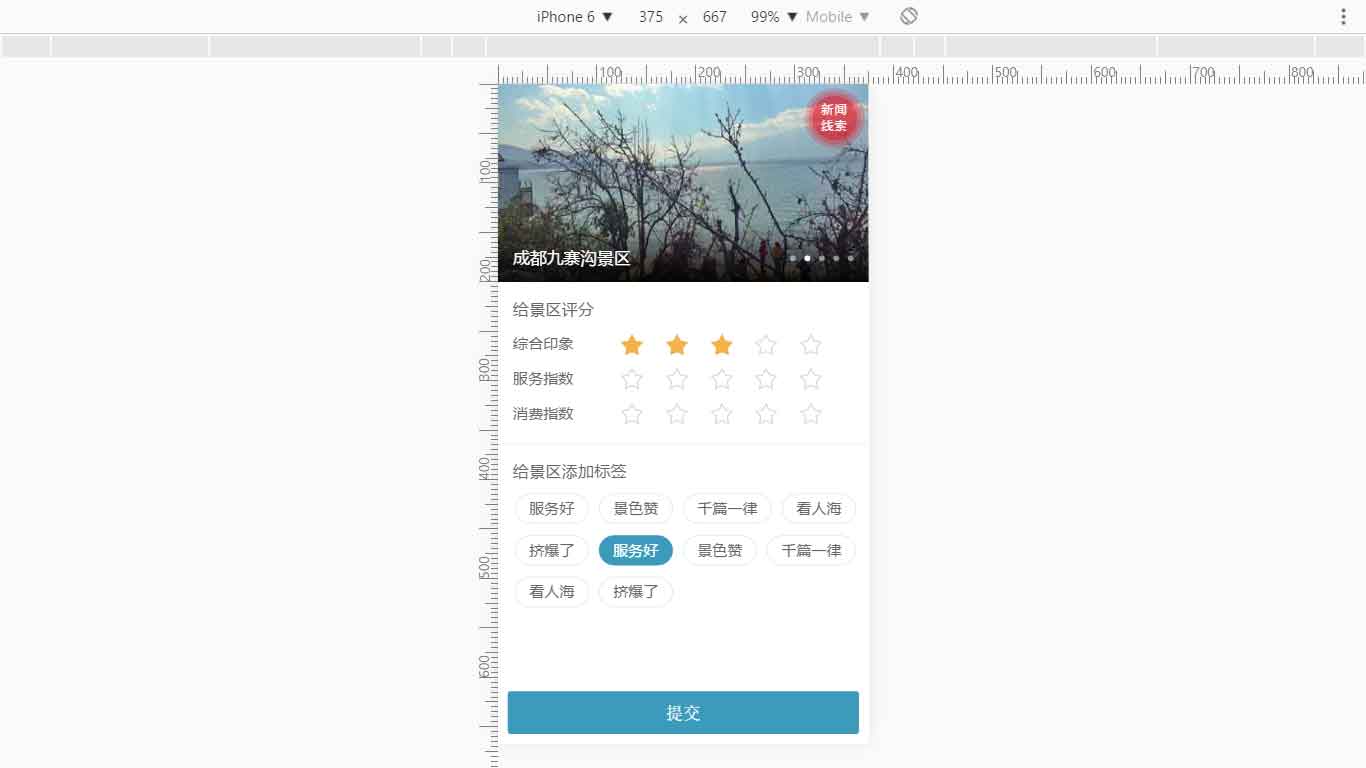 iPhone 6 ▼ 375 × 667 99% ▼ Mobile ▼
100 200 300 400 500 600 700 800
100
200
300
400
500
600
新闻
线索
成都九寨沟景区
给景区评分
综合印象
服务指数
消费指数
给景区添加标签
服务好 景色赞 千篇一律 看人海
挤爆了 服务好 景色赞 千篇一律
看人海 挤爆了
提交